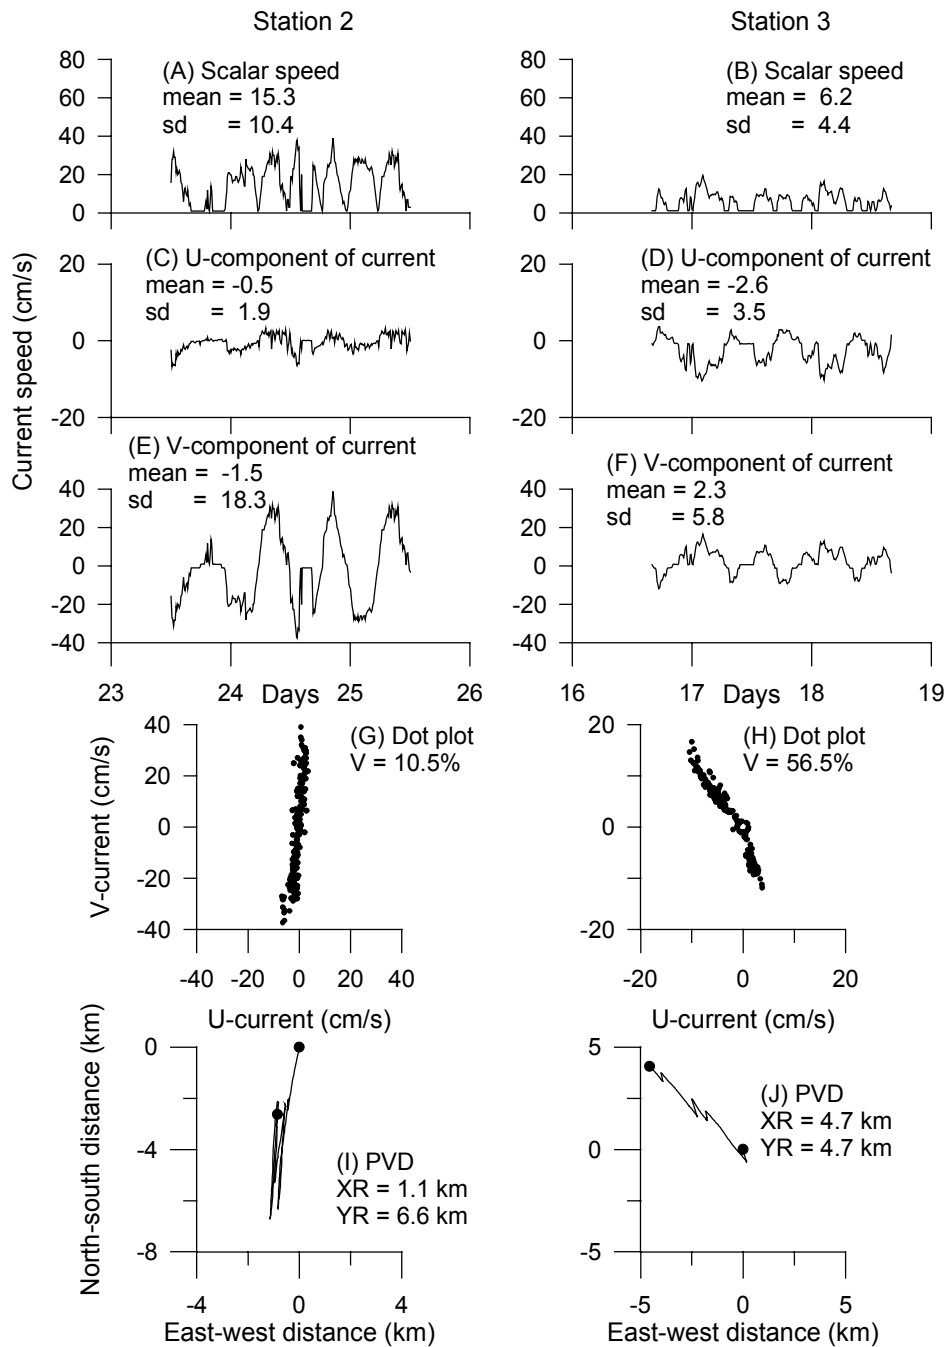 Station 2
Station 3
80
60
40
20
0
(A) Scalar speed
mean = 15.3
sd = 10.4
80
60
40
20
0
(B) Scalar speed
mean = 6.2
sd = 4.4
Current speed (cm/s)
20
0
-20
(C) U-component of current
mean = -0.5
sd = 1.9
20
0
-20
(D) U-component of current
mean = -2.6
sd = 3.5
40
20
0
-20
-40
(E) V-component of current
mean = -1.5
sd = 18.3
40
20
0
-20
-40
(F) V-component of current
mean = 2.3
sd = 5.8
23 24 25 26
Days
16 17 18 19
Days
V-current (cm/s)
40
20
0
-20
-40
(G) Dot plot
V = 10.5%
-40 -20 0 20 40
U-current (cm/s)
20
0
-20
(H) Dot plot
V = 56.5%
-20 0 20
U-current (cm/s)
North-south distance (km)
0
-4
-8
(I) PVD
XR = 1.1 km
YR = 6.6 km
-4 0 4
East-west distance (km)
5
0
-5
(J) PVD
XR = 4.7 km
YR = 4.7 km
-5 0 5
East-west distance (km)